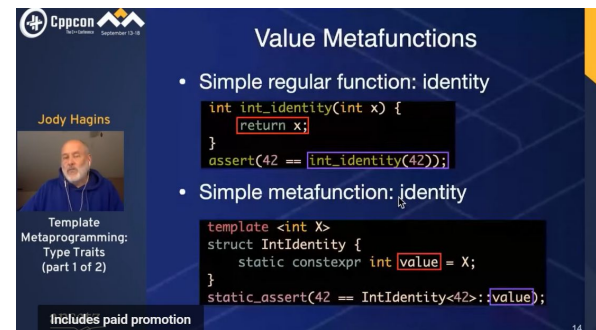 Cppcon
The C++ Conference
September 13-18
Value Metafunctions
• Simple regular function: identity
int int_identity(int x) {
return x;
}
assert(42 == int_identity(42));
Jody Hagins
• Simple metafunction: identity
template <int X>
struct IntIdentity {
static constexpr int value = X;
}
static_assert(42 == IntIdentity<42>::value);
Template
Metaprogramming:
Type Traits
(part 1 of 2)
Includes paid promotion
14